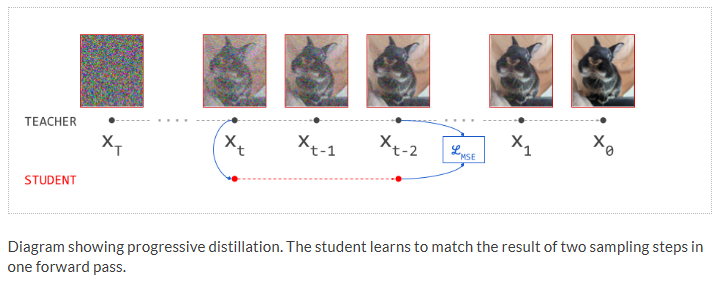 TEACHER
X_T
X_t
X_t-1
X_t-2
ℒ_MSE
X_1
X_0
STUDENT
Diagram showing progressive distillation. The student learns to match the result of two sampling steps in
one forward pass.